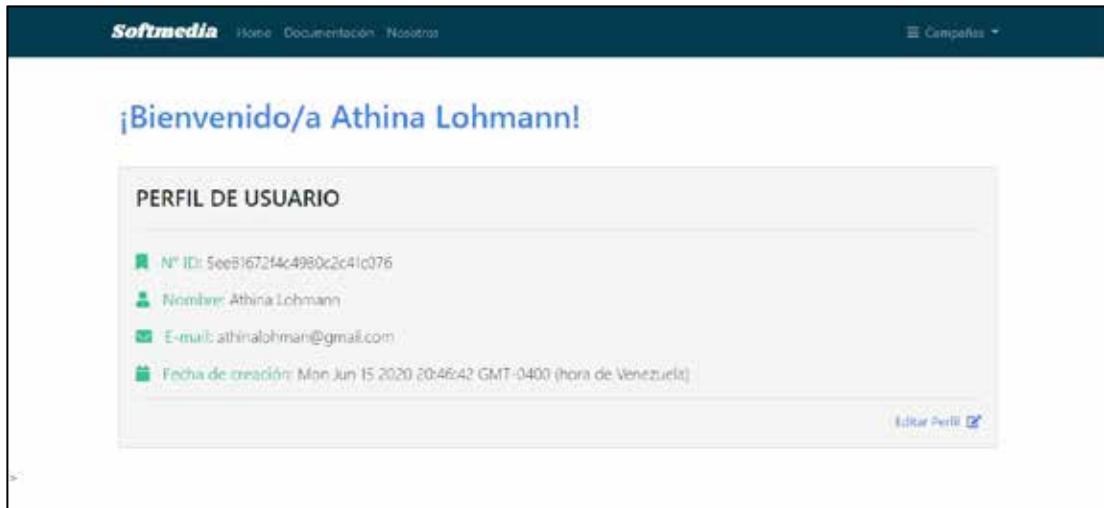 Softmedia Home Documentación Nosotros Campañas
¡Bienvenido/a Athina Lohmann!
PERFIL DE USUARIO
N° ID: 5ee81672f4c4980c2c41c076
Nombre: Athina Lohmann
E-mail: athinalohman@gmail.com
Fecha de creación: Mon Jun 15 2020 20:46:42 GMT-0400 (hora de Venezuela)
Editar Perfil
>